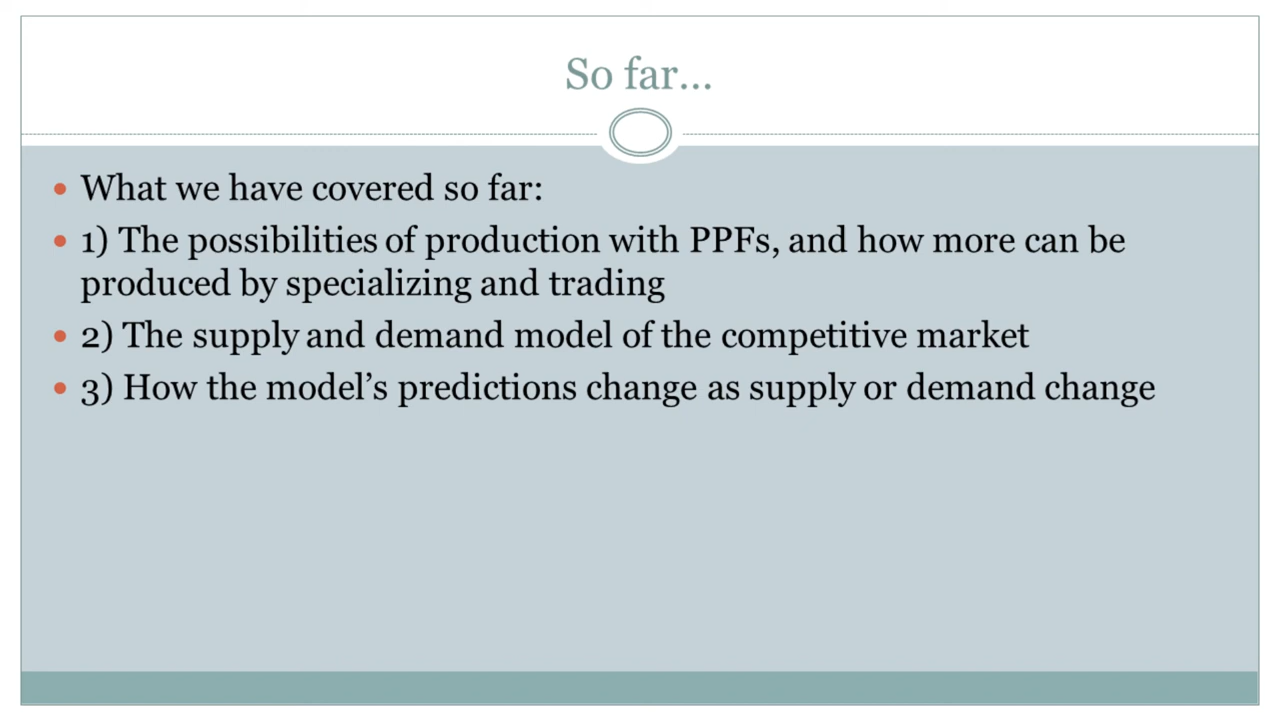 So far…
• What we have covered so far:
• 1) The possibilities of production with PPFs, and how more can be
produced by specializing and trading
• 2) The supply and demand model of the competitive market
• 3) How the model’s predictions change as supply or demand change